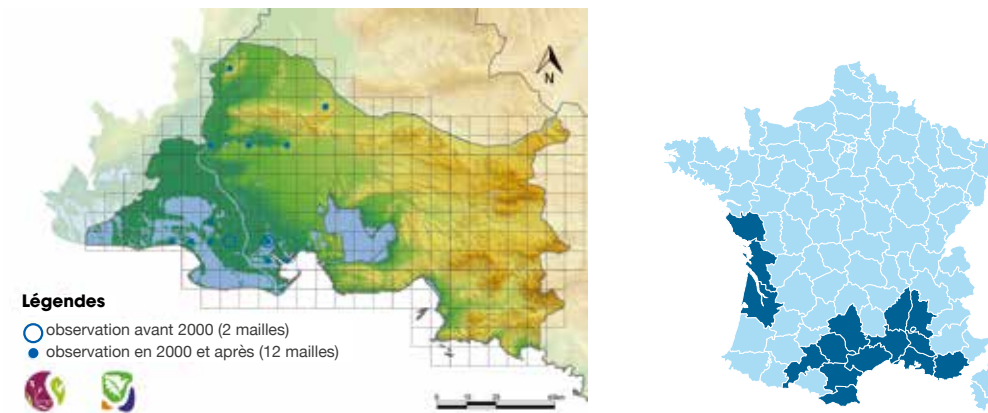 N
Légendes
observation avant 2000 (2 mailles)
observation en 2000 et après (12 mailles)